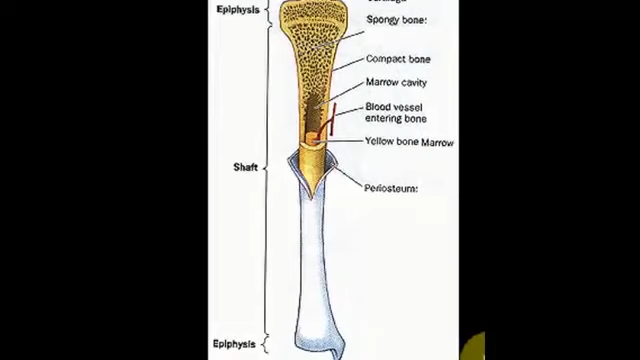 Epiphysis
Spongy bone:
Compact bone
Marrow cavity
Blood vessel
entering bone
Yellow bone Marrow
Shaft
Periosteum:
Epiphysis